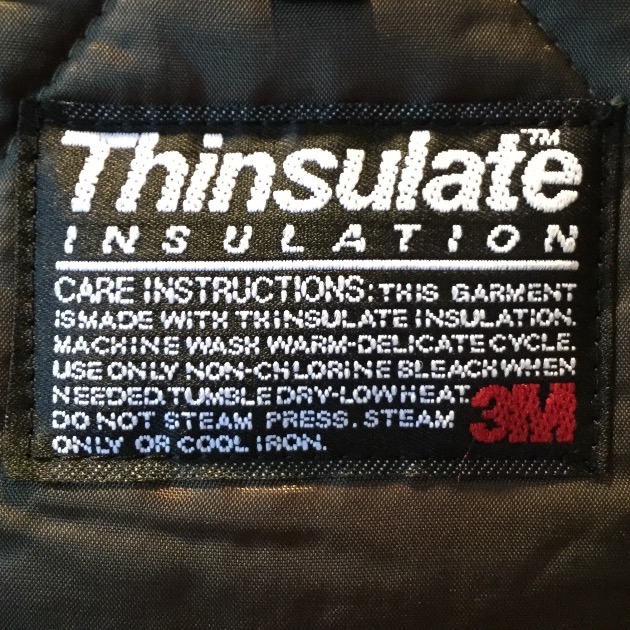 Thinsulate™
INSULATION
CARE INSTRUCTIONS: THIS GARMENT
IS MADE WITH THINSULATE INSULATION.
MACHINE WASH WARM-DELICATE CYCLE.
USE ONLY NON-CHLORINE BLEACH WHEN
NEEDED. TUMBLE DRY-LOW HEAT.
DO NOT STEAM PRESS. STEAM
ONLY OR COOL IRON.
3M